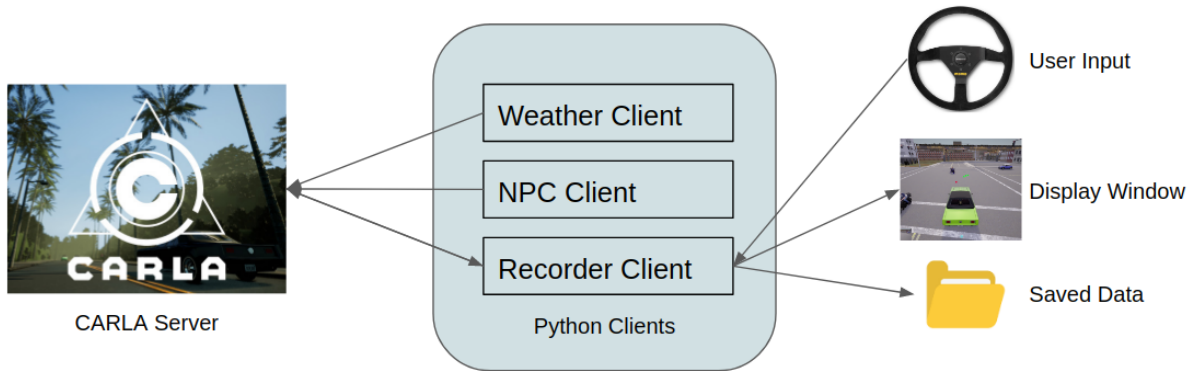 CARLA
CARLA Server
Weather Client
NPC Client
Recorder Client
Python Clients
User Input
Display Window
Saved Data